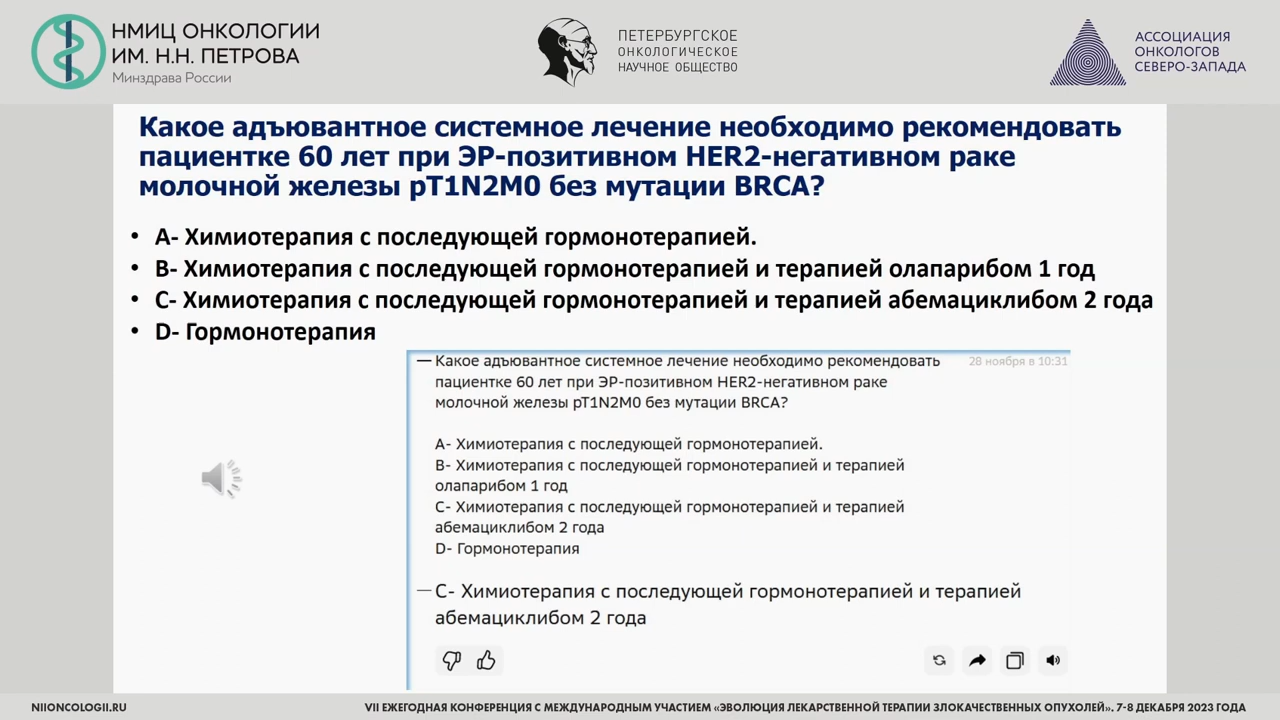 НМИЦ ОНКОЛОГИИ
ИМ. Н.Н. ПЕТРОВА
Минздрава России
ПЕТЕРБУРГСКОЕ
ОНКОЛОГИЧЕСКОЕ
НАУЧНОЕ ОБЩЕСТВО
АССОЦИАЦИЯ
ОНКОЛОГОВ
СЕВЕРО-ЗАПАДА
Какое адъювантное системное лечение необходимо рекомендовать
пациентке 60 лет при ЭР-позитивном HER2-негативном раке
молочной железы pT1N2M0 без мутации BRCA?
• A- Химиотерапия с последующей гормонотерапией.
• B- Химиотерапия с последующей гормонотерапией и терапией олапарибом 1 год
• C- Химиотерапия с последующей гормонотерапией и терапией абемациклибом 2 года
• D- Гормонотерапия
— Какое адъювантное системное лечение необходимо рекомендовать 28 ноября в 10:31
пациентке 60 лет при ЭР-позитивном HER2-негативном раке
молочной железы pT1N2M0 без мутации BRCA?
A- Химиотерапия с последующей гормонотерапией.
B- Химиотерапия с последующей гормонотерапией и терапией
олапарибом 1 год
C- Химиотерапия с последующей гормонотерапией и терапией
абемациклибом 2 года
D- Гормонотерапия
— C- Химиотерапия с последующей гормонотерапией и терапией
абемациклибом 2 года
NIIONCOLOGII.RU
VII ЕЖЕГОДНАЯ КОНФЕРЕНЦИЯ С МЕЖДУНАРОДНЫМ УЧАСТИЕМ «ЭВОЛЮЦИЯ ЛЕКАРСТВЕННОЙ ТЕРАПИИ ЗЛОКАЧЕСТВЕННЫХ ОПУХОЛЕЙ». 7-8 ДЕКАБРЯ 2023 ГОДА